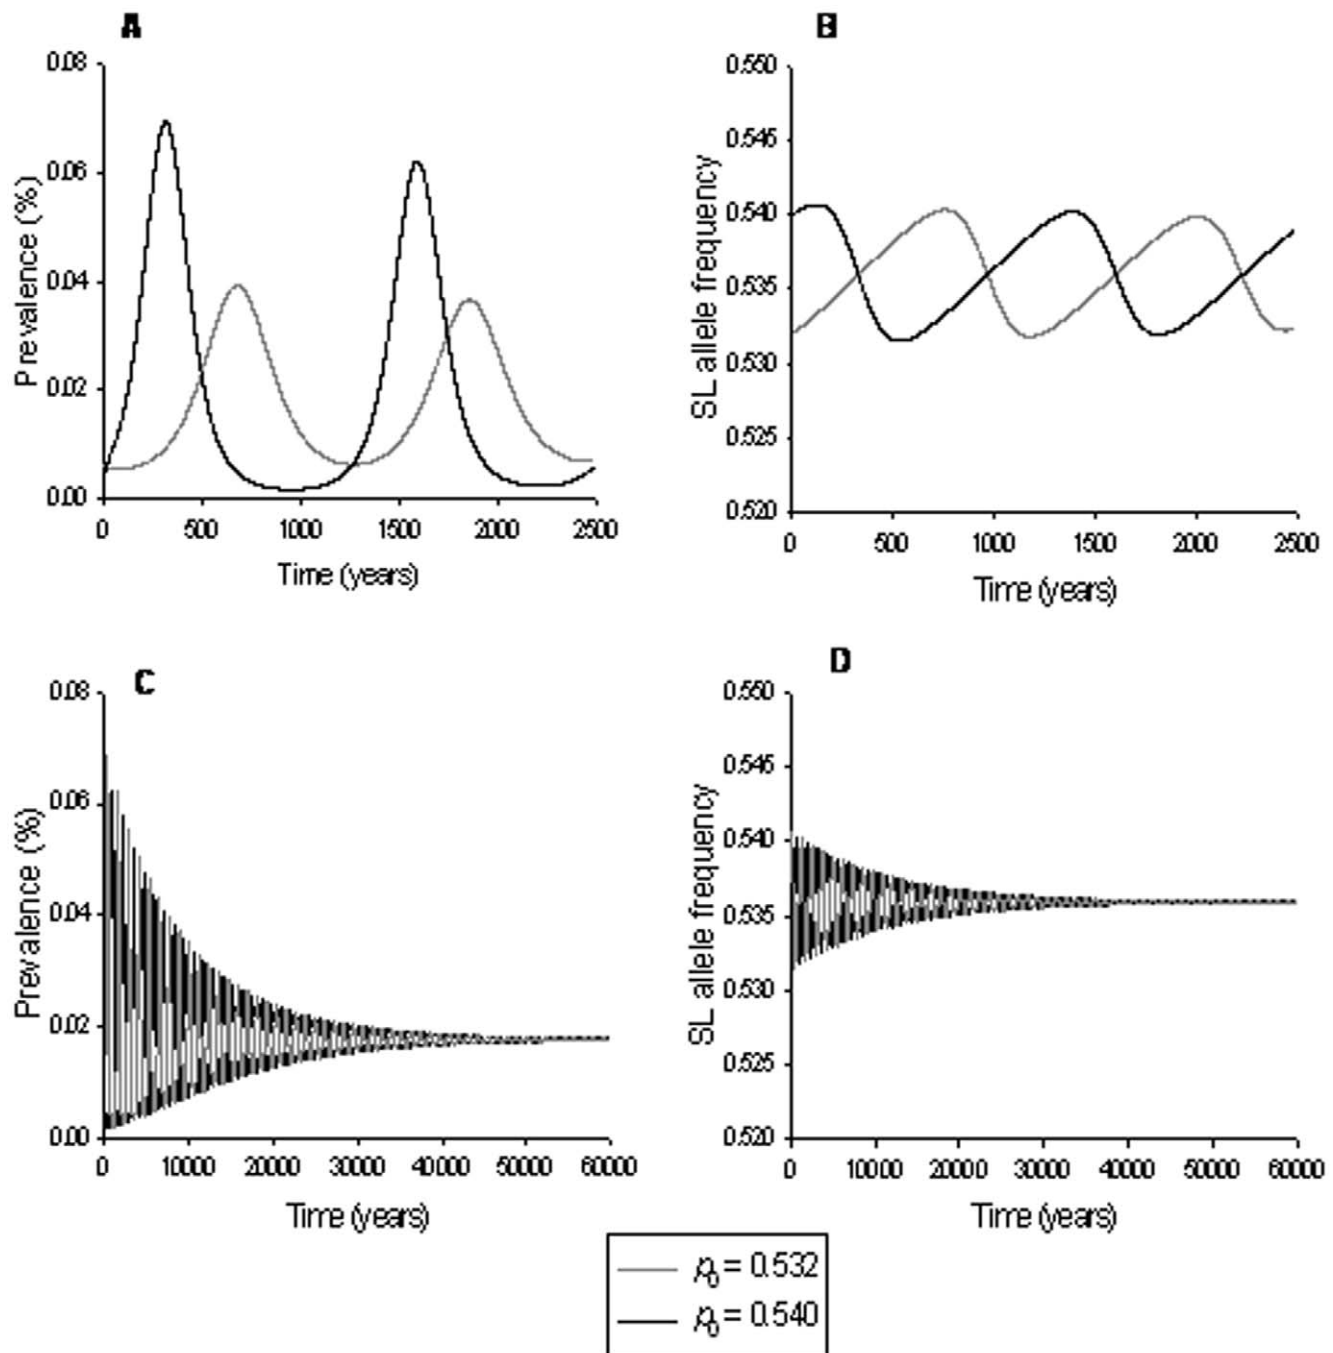 A
B
0.08
0.06
0.04
0.02
0.00
Prevalence (%)
0 500 1000 1500 2000 2500
Time (years)
0.550
0.545
0.540
0.535
0.530
0.525
0.520
SL allele frequency
0 500 1000 1500 2000 2500
Time (years)
C
D
0.08
0.06
0.04
0.02
0.00
Prevalence (%)
0 10000 20000 30000 40000 50000 60000
Time (years)
0.550
0.545
0.540
0.535
0.530
0.525
0.520
SL allele frequency
0 10000 20000 30000 40000 50000 60000
Time (years)
p₀ = 0.532
p₀ = 0.540